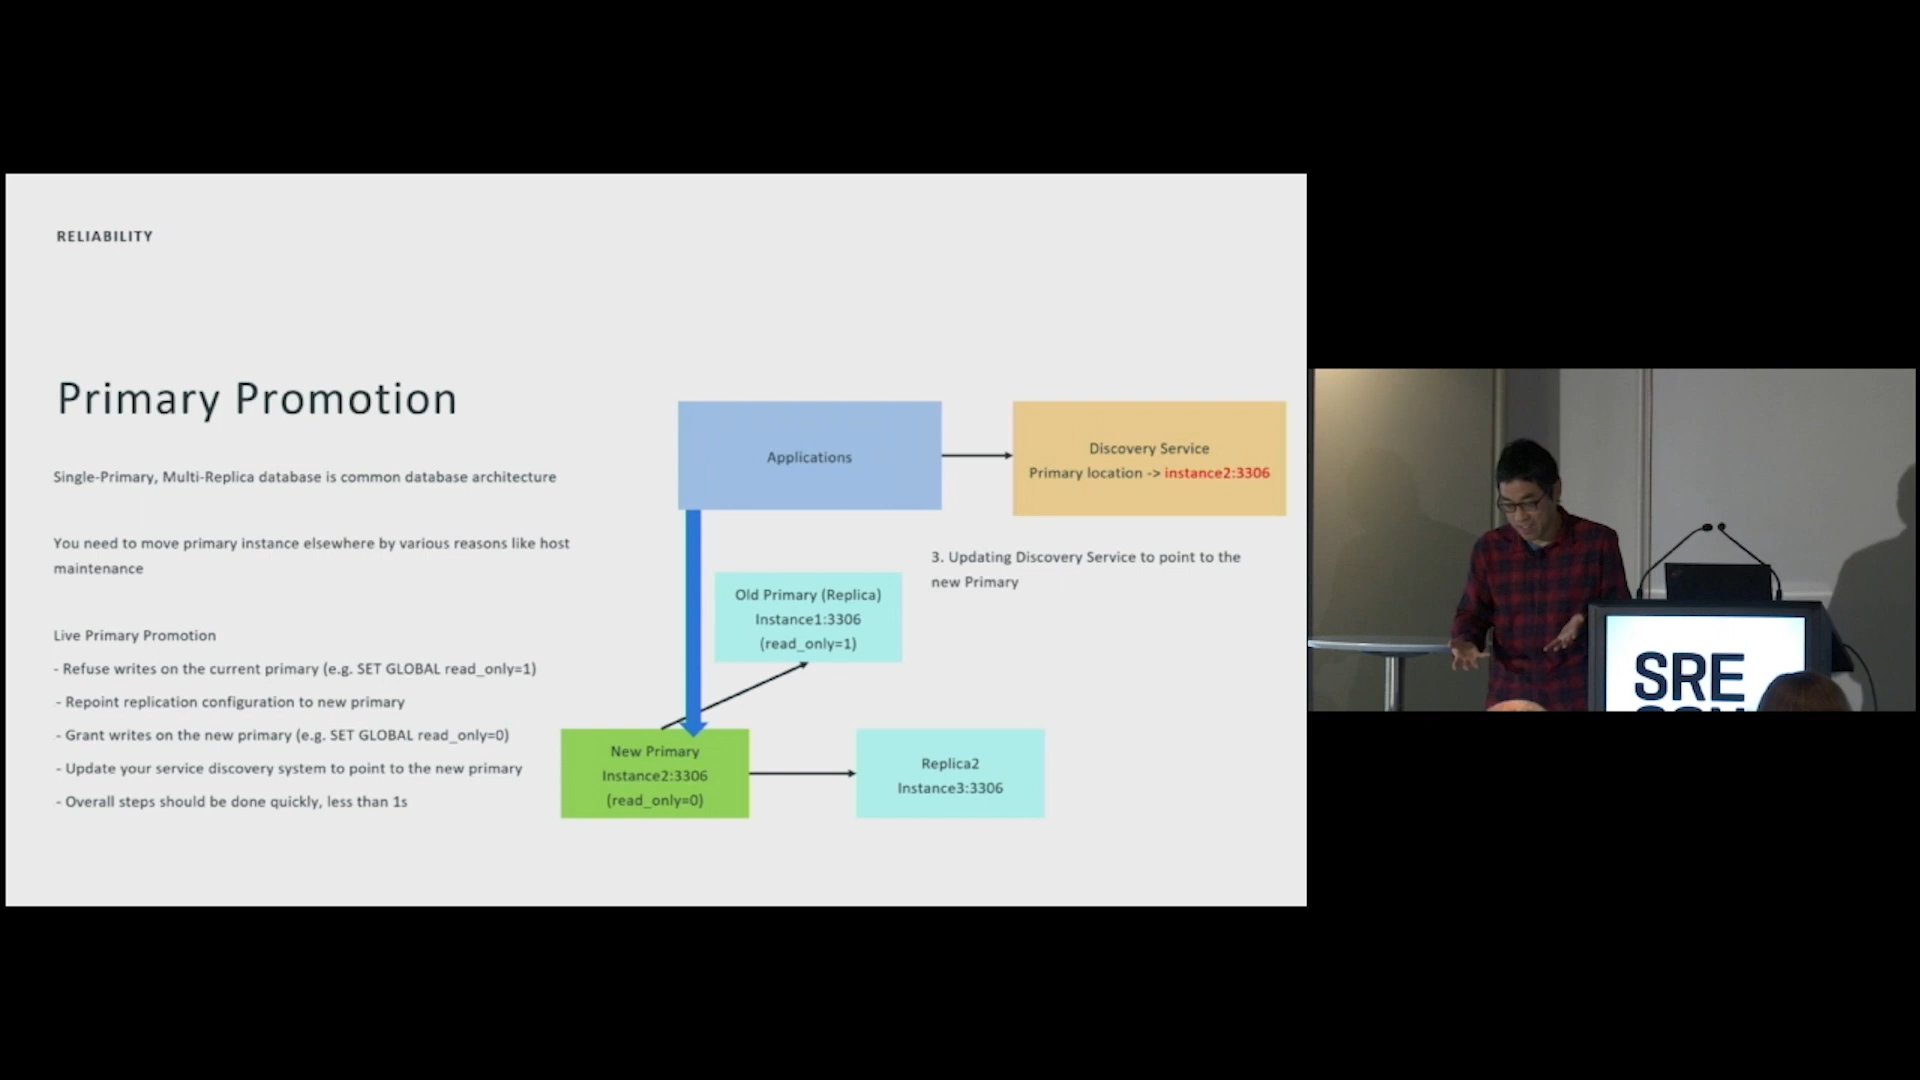 RELIABILITY
Primary Promotion
Single-Primary, Multi-Replica database is common database architecture
You need to move primary instance elsewhere by various reasons like host
maintenance
Live Primary Promotion
- Refuse writes on the current primary (e.g. SET GLOBAL read_only=1)
- Repoint replication configuration to new primary
- Grant writes on the new primary (e.g. SET GLOBAL read_only=0)
- Update your service discovery system to point to the new primary
- Overall steps should be done quickly, less than 1s
Applications
Discovery Service
Primary location -> instance2:3306
3. Updating Discovery Service to point to the
new Primary
Old Primary (Replica)
Instance1:3306
(read_only=1)
New Primary
Instance2:3306
(read_only=0)
Replica2
Instance3:3306
SRE